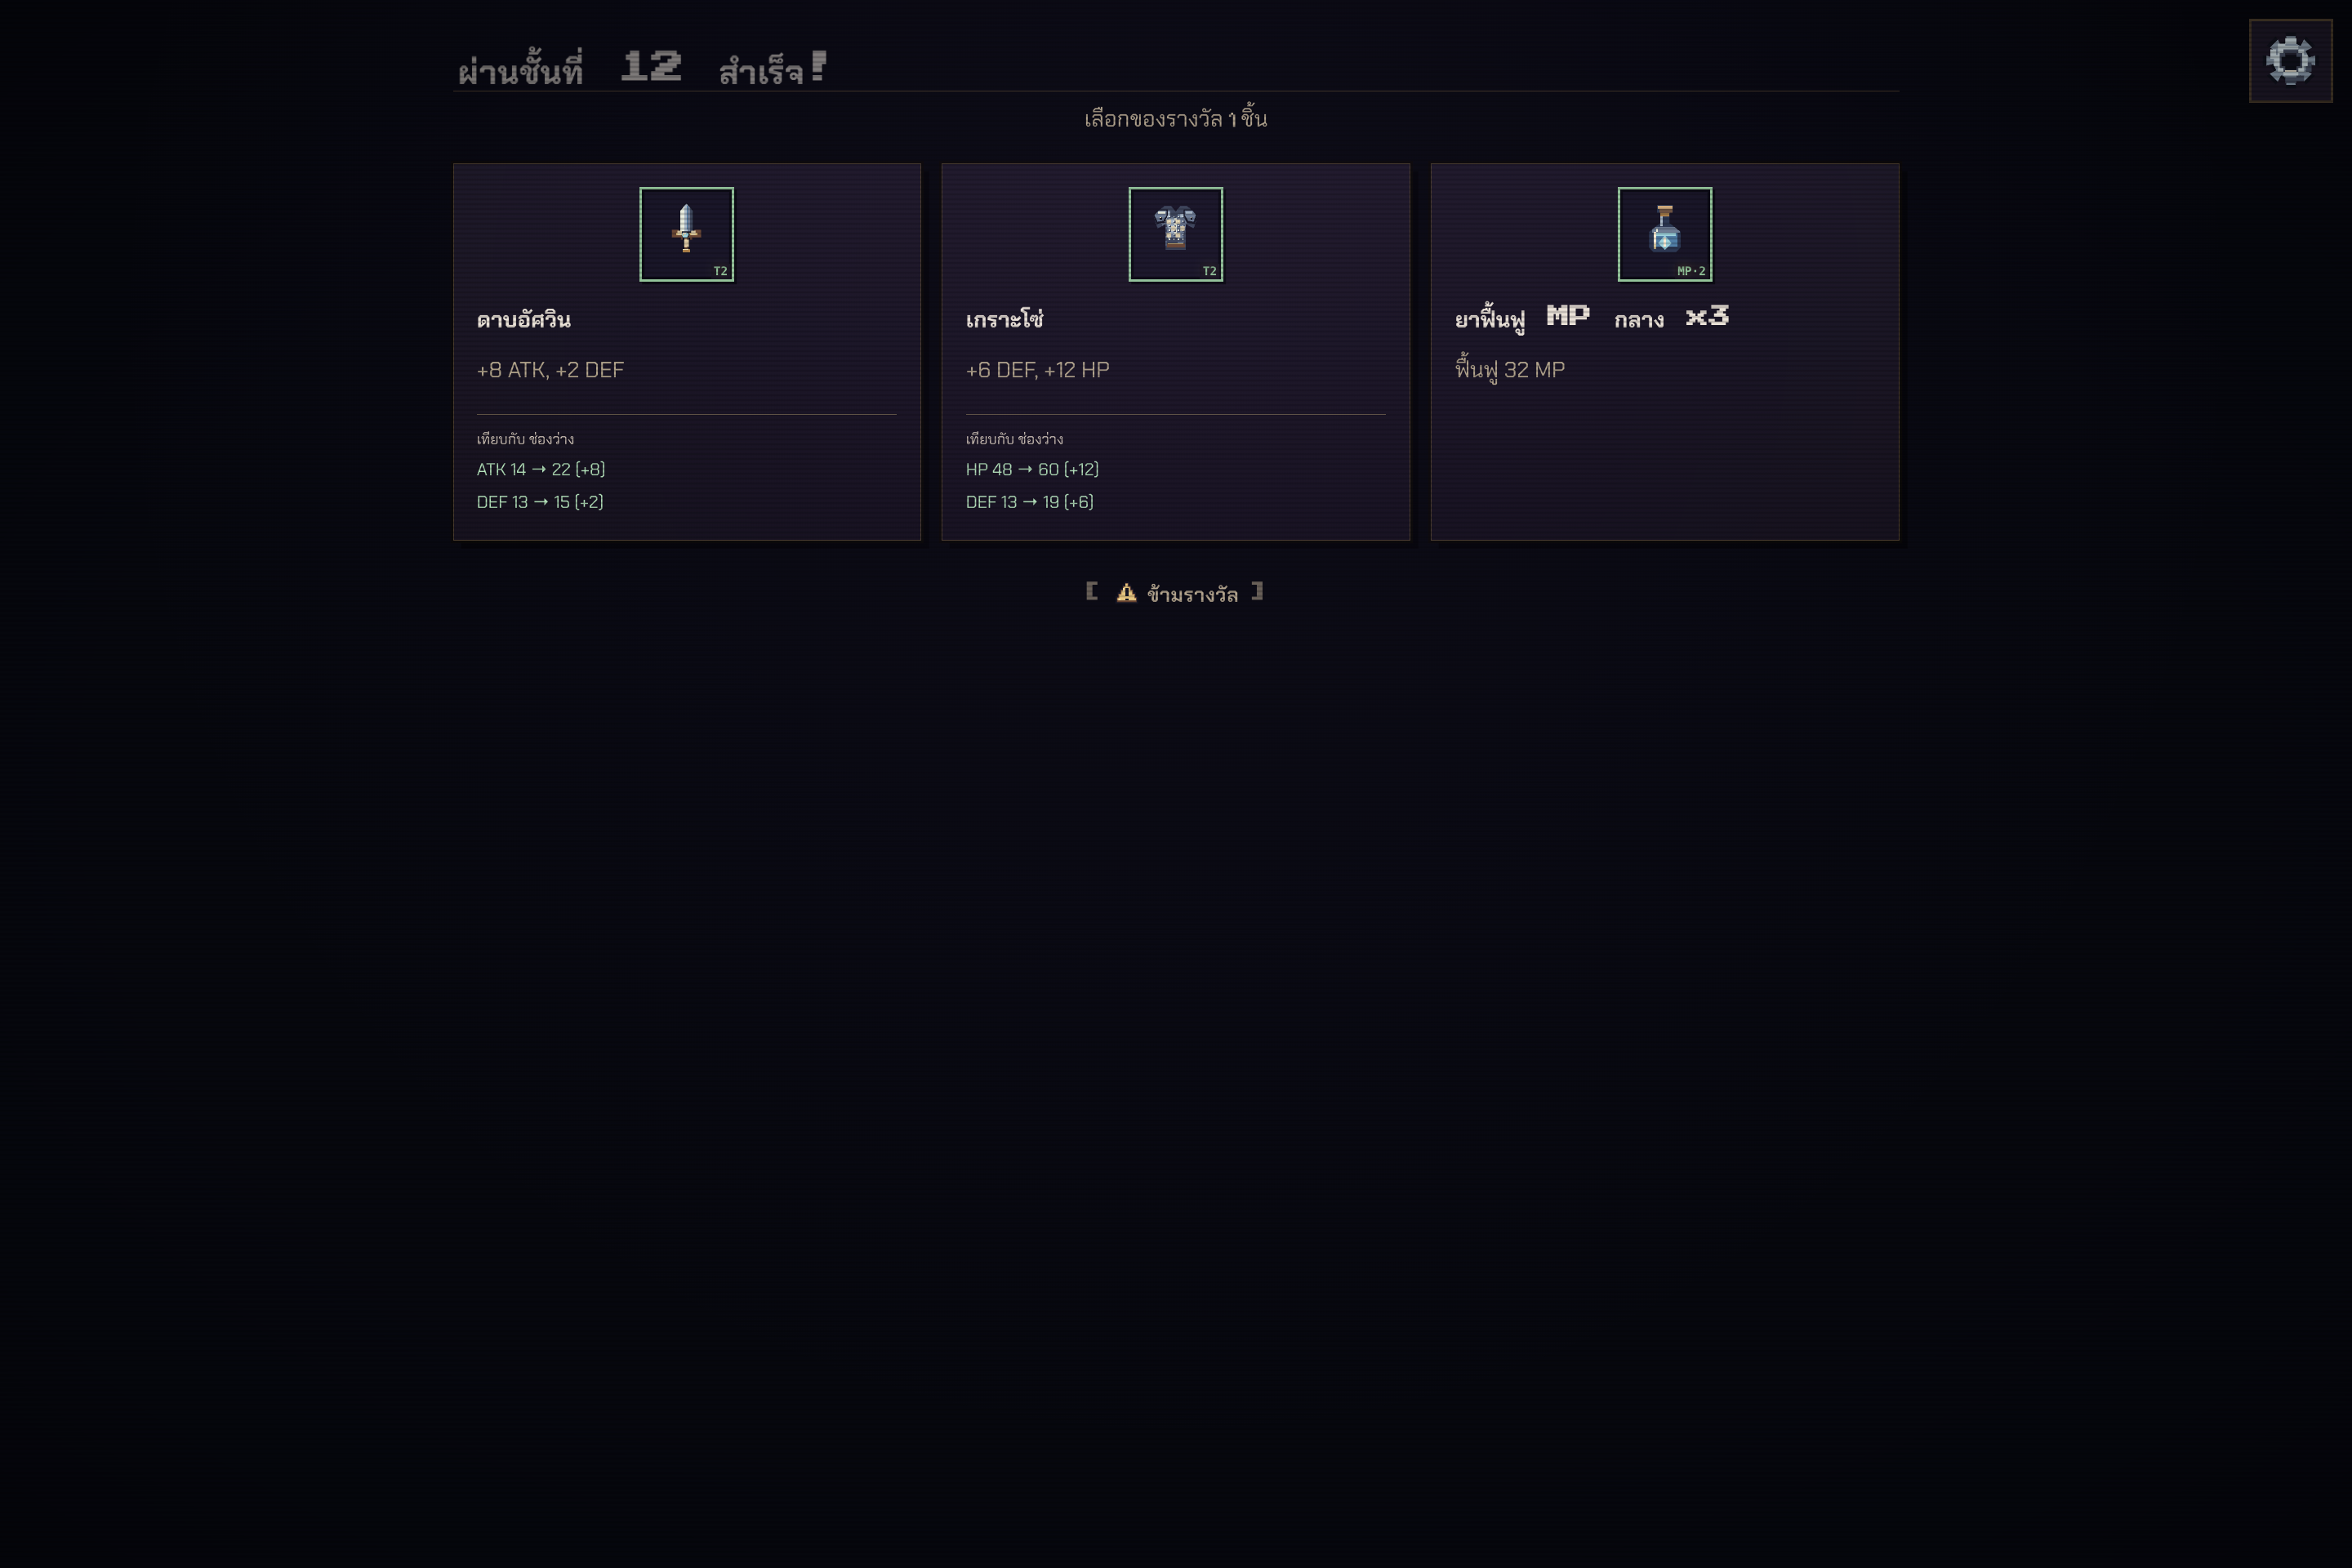 ผ่านชั้นที่ 12 สำเร็จ!
เลือกของรางวัล 1 ชิ้น
T2
ดาบอัศวิน
+8 ATK, +2 DEF
เทียบกับ ช่องว่าง
ATK 14 → 22 (+8)
DEF 13 → 15 (+2)
T2
เกราะโซ่
+6 DEF, +12 HP
เทียบกับ ช่องว่าง
HP 48 → 60 (+12)
DEF 13 → 19 (+6)
MP·2
ยาฟื้นฟู MP กลาง x3
ฟื้นฟู 32 MP
[ ข้ามรางวัล ]